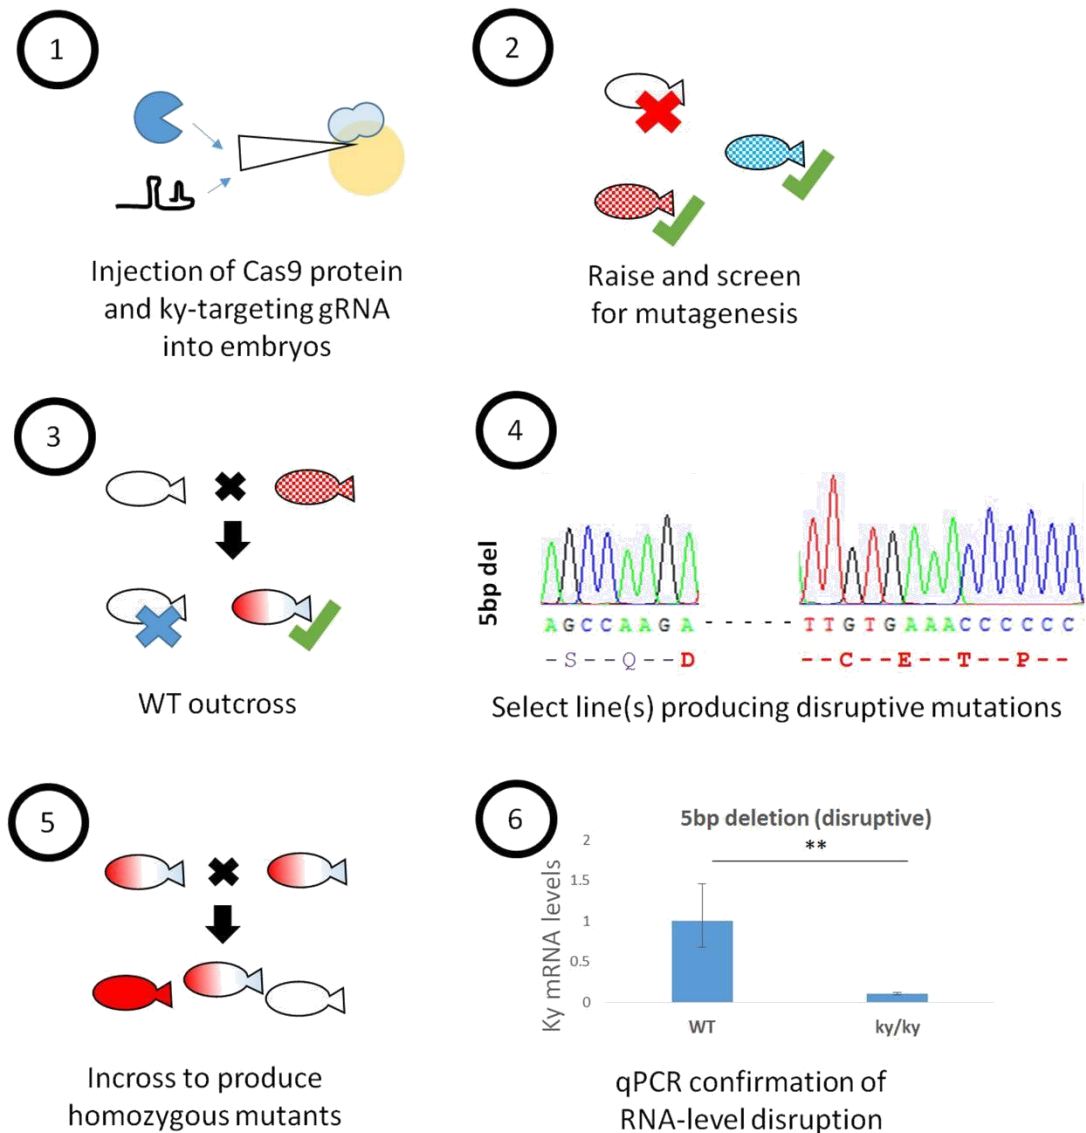 1
Injection of Cas9 protein
and ky-targeting gRNA
into embryos
2
Raise and screen
for mutagenesis
3
WT outcross
4
5bp del
AGCCAAGA-----TTGTGAAACCCCCC
-S--Q--D --C--E--T--P--
Select line(s) producing disruptive mutations
5
Incross to produce
homozygous mutants
6
5bp deletion (disruptive)
**
Ky mRNA levels
2
1.5
1
0.5
0
WT ky/ky
qPCR confirmation of
RNA-level disruption